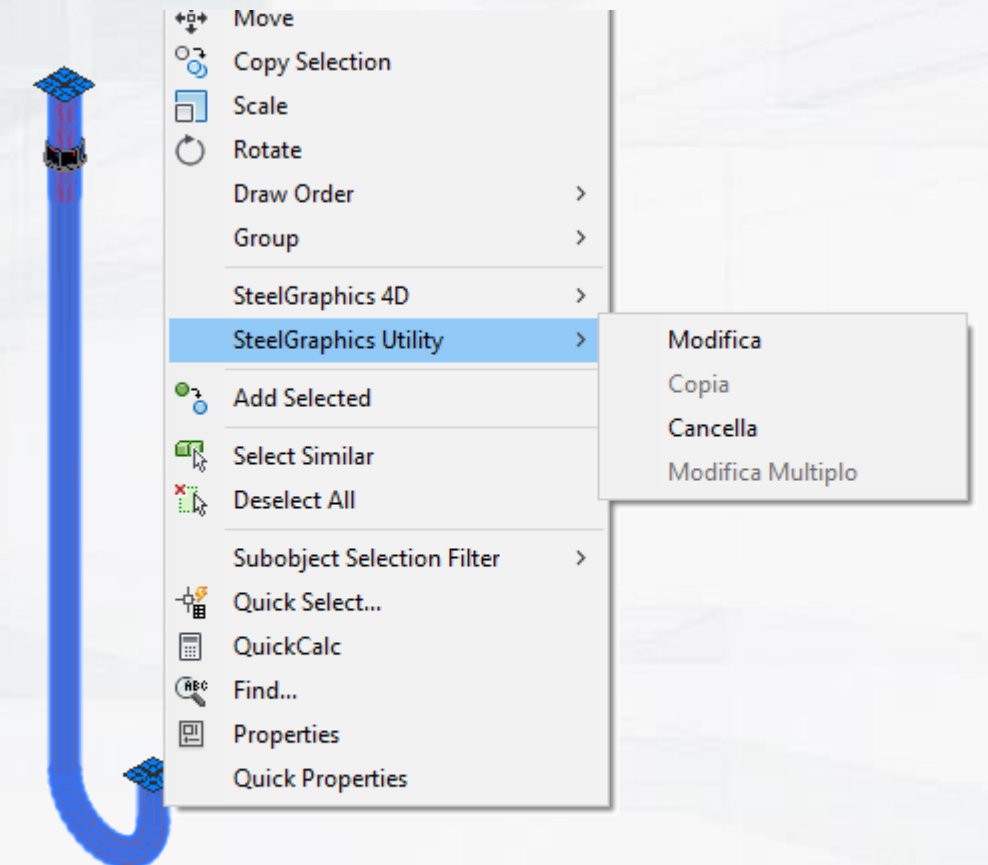 Move
Copy Selection
Scale
Rotate
Draw Order
Group
SteelGraphics 4D
SteelGraphics Utility
Modifica
Copia
Cancella
Modifica Multiplo
Add Selected
Select Similar
Deselect All
Subobject Selection Filter
Quick Select...
QuickCalc
ABC
Find...
Properties
Quick Properties